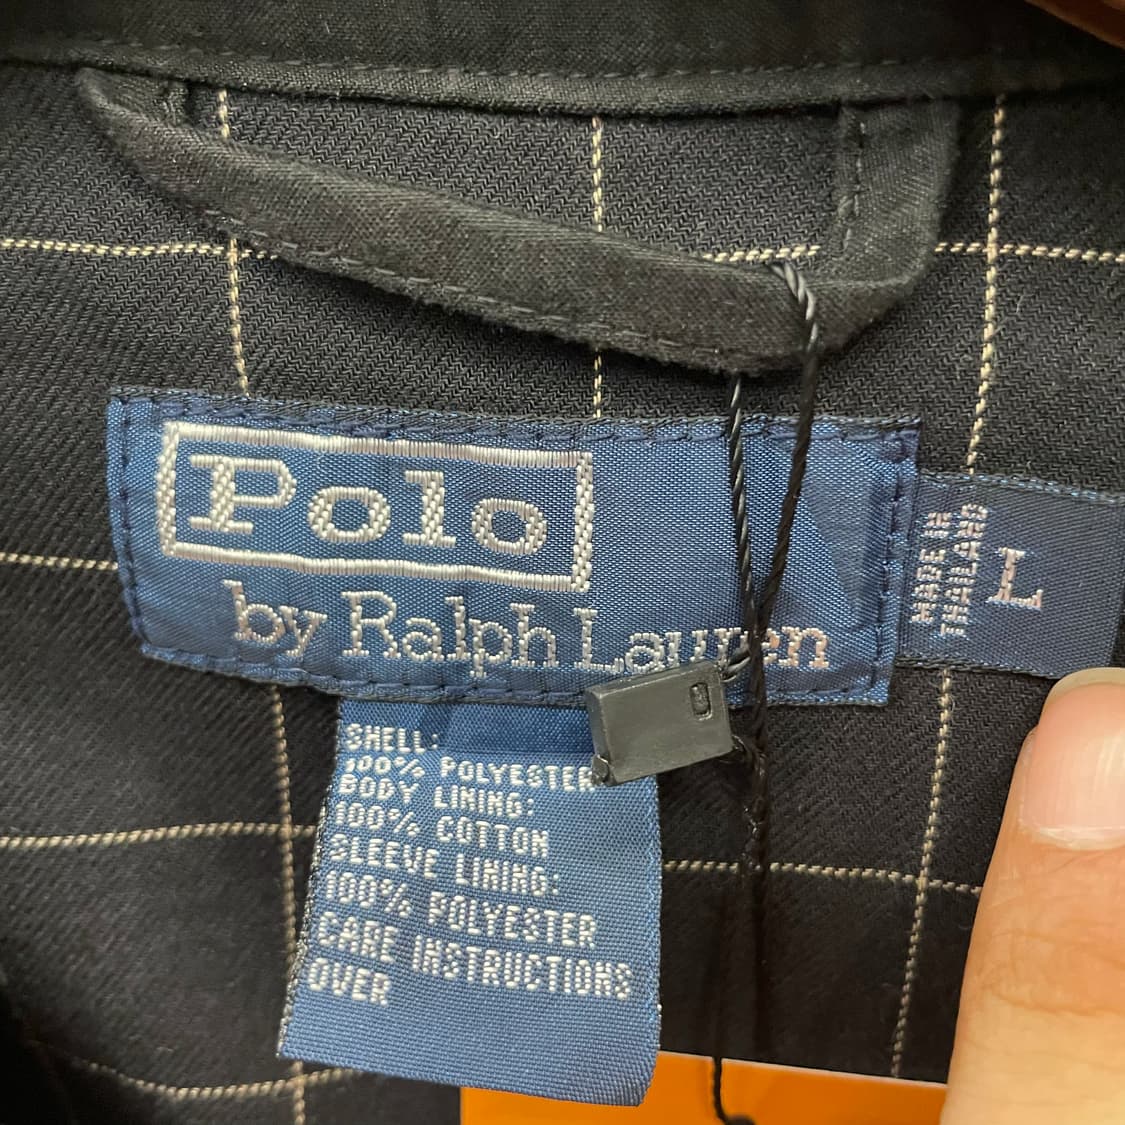 Polo
by Ralph Lauren
MADE IN
THAILAND
L
SHELL:
100% POLYESTER
BODY LINING:
100% COTTON
SLEEVE LINING:
100% POLYESTER
CARE INSTRUCTIONS
OVER